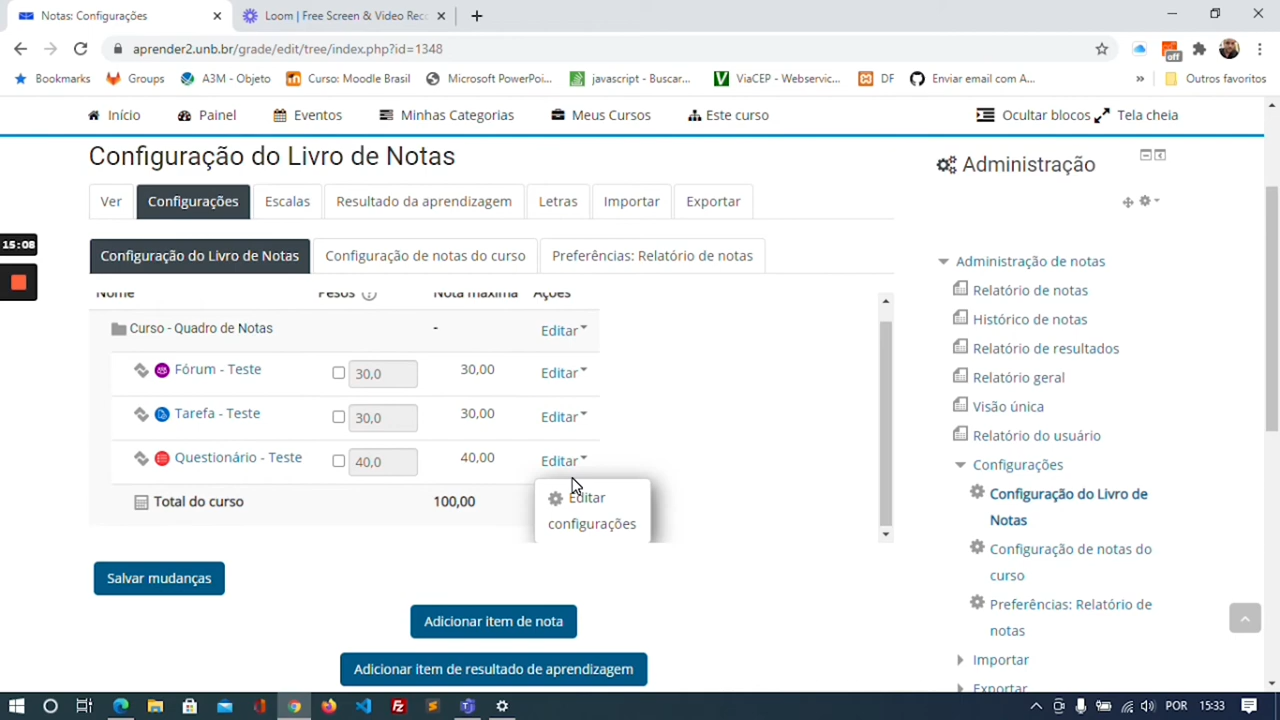 Notas: Configurações
Loom | Free Screen & Video Rec
aprender2.unb.br/grade/edit/tree/index.php?id=1348
off
Bookmarks Groups A3M - Objeto Curso: Moodle Brasil Microsoft PowerPoi... javascript - Buscar... ViaCEP - Webservic... DF Enviar email com A... » Outros favoritos
Início Painel Eventos Minhas Categorias Meus Cursos Este curso Ocultar blocos Tela cheia
Configuração do Livro de Notas
Ver Configurações Escalas Resultado da aprendizagem Letras Importar Exportar
15:08
Configuração do Livro de Notas Configuração de notas do curso Preferências: Relatório de notas
Nome Pesos ? Nota máxima Ações
Curso - Quadro de Notas - Editar
Fórum - Teste 30,0 30,00 Editar
Tarefa - Teste 30,0 30,00 Editar
Questionário - Teste 40,0 40,00 Editar
Total do curso 100,00
Editar
configurações
Salvar mudanças
Adicionar item de nota
Adicionar item de resultado de aprendizagem
Administração
Administração de notas
Relatório de notas
Histórico de notas
Relatório de resultados
Relatório geral
Visão única
Relatório do usuário
Configurações
Configuração do Livro de
Notas
Configuração de notas do
curso
Preferências: Relatório de
notas
Importar
Exportar
POR 15:33